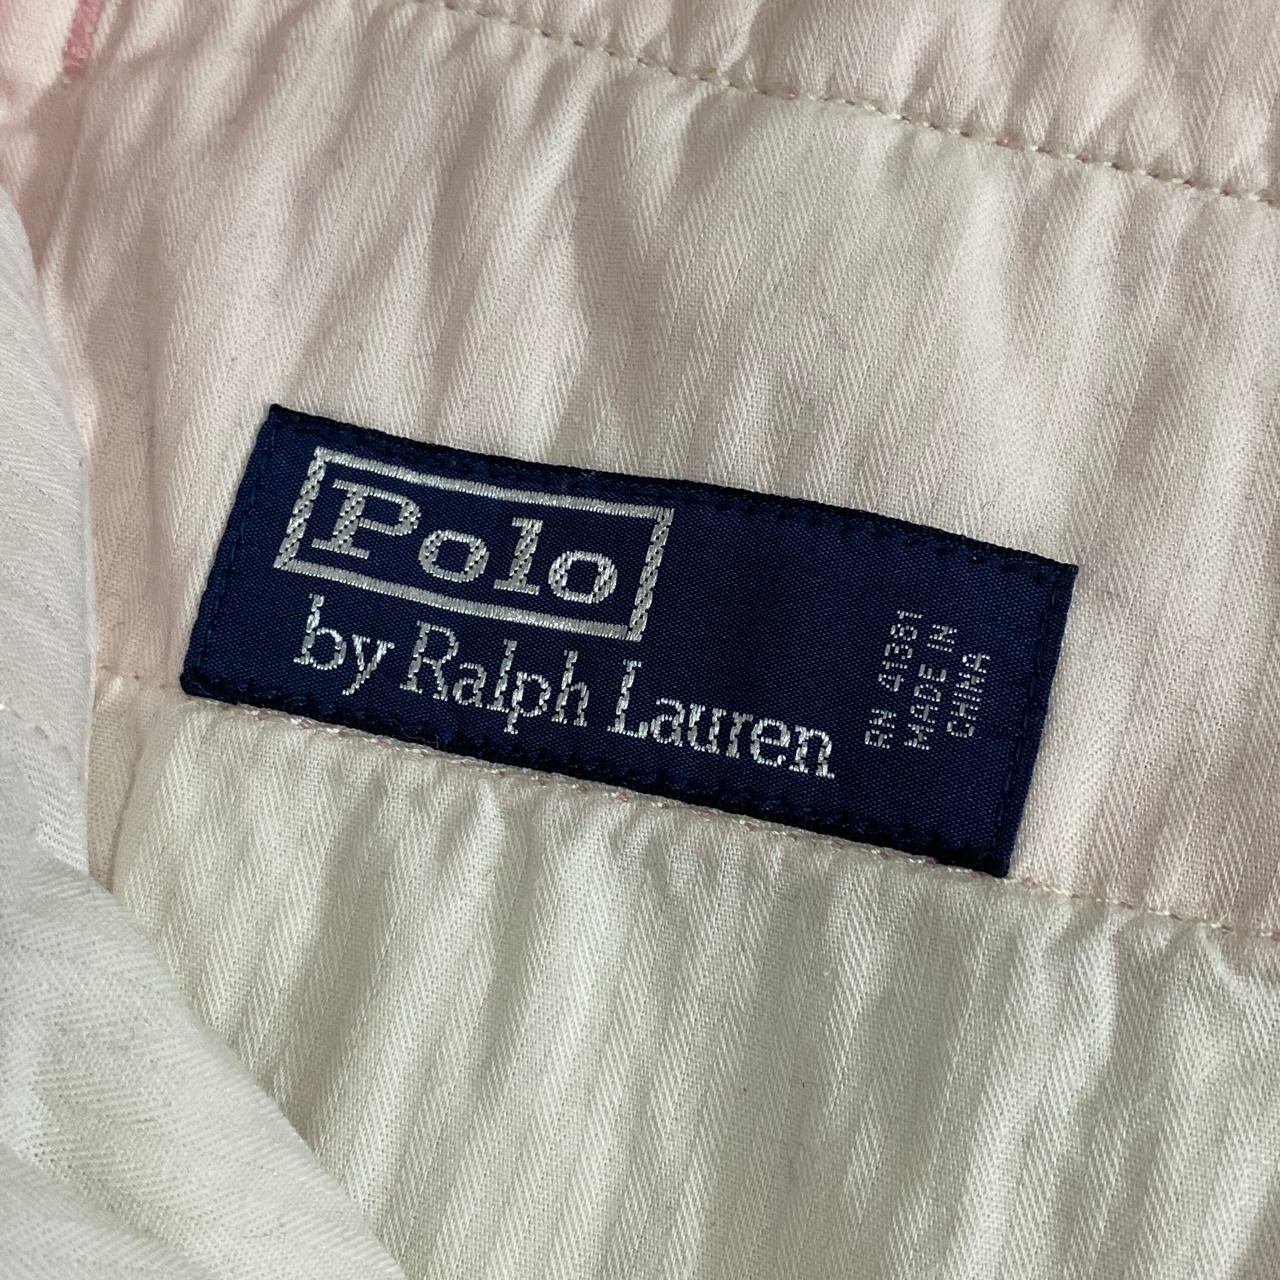 Polo
by Ralph Lauren
RN 41381
MADE IN
CHINA